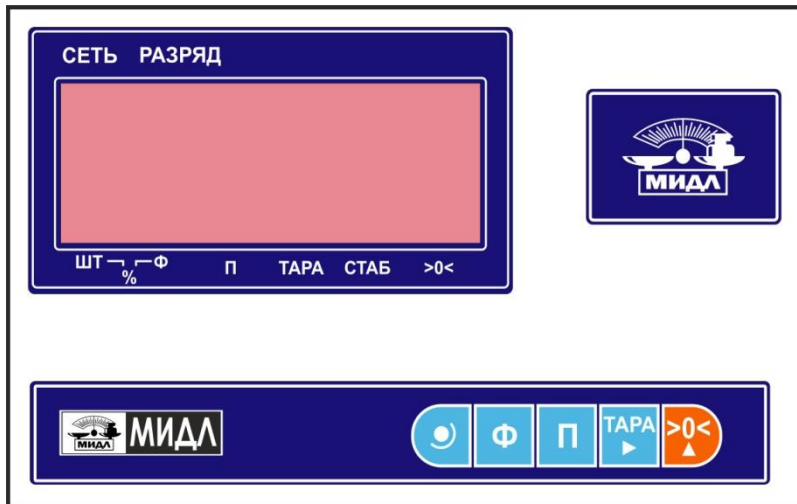 СЕТЬ РАЗРЯД
МИДЛ
ШТ Ф П ТАРА СТАБ >0<
%
МИДЛ МИДЛ Ф П ТАРА >0<